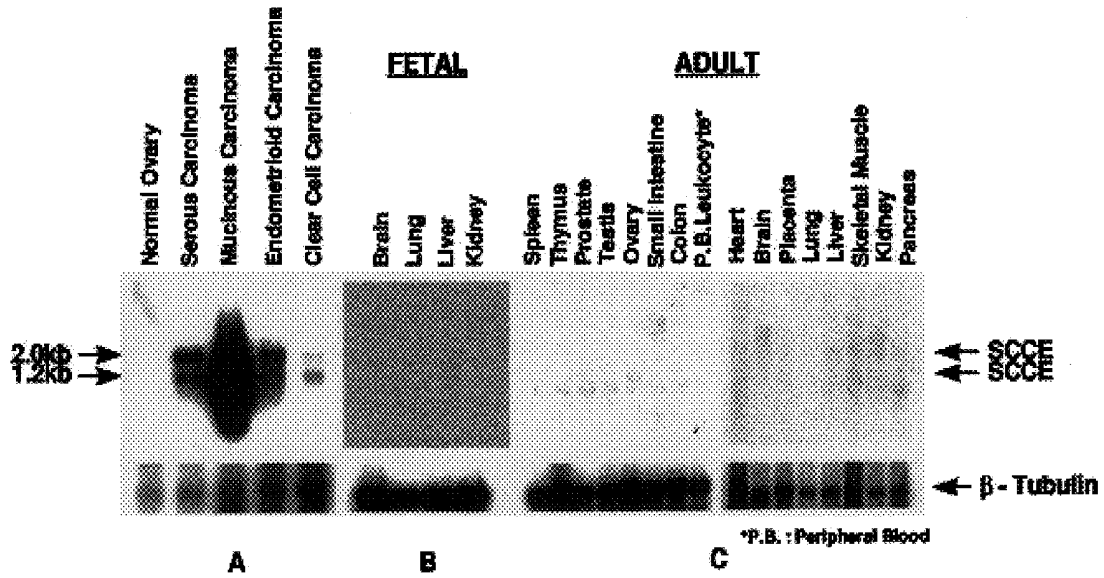 FETAL
ADULT
Normal Ovary
Serous Carcinoma
Mucinous Carcinoma
Endometrioid Carcinoma
Clear Cell Carcinoma
Brain
Lung
Liver
Kidney
Spleen
Thymus
Prostate
Testis
Ovary
Small Intestine
Colon
P.B.Leukocyte*
Heart
Brain
Placenta
Lung
Liver
Skeletal Muscle
Kidney
Pancreas
2.0kb
1.2kb
SCCE
SCCE
β - Tubulin
*P.B. : Peripheral Blood
A
B
C